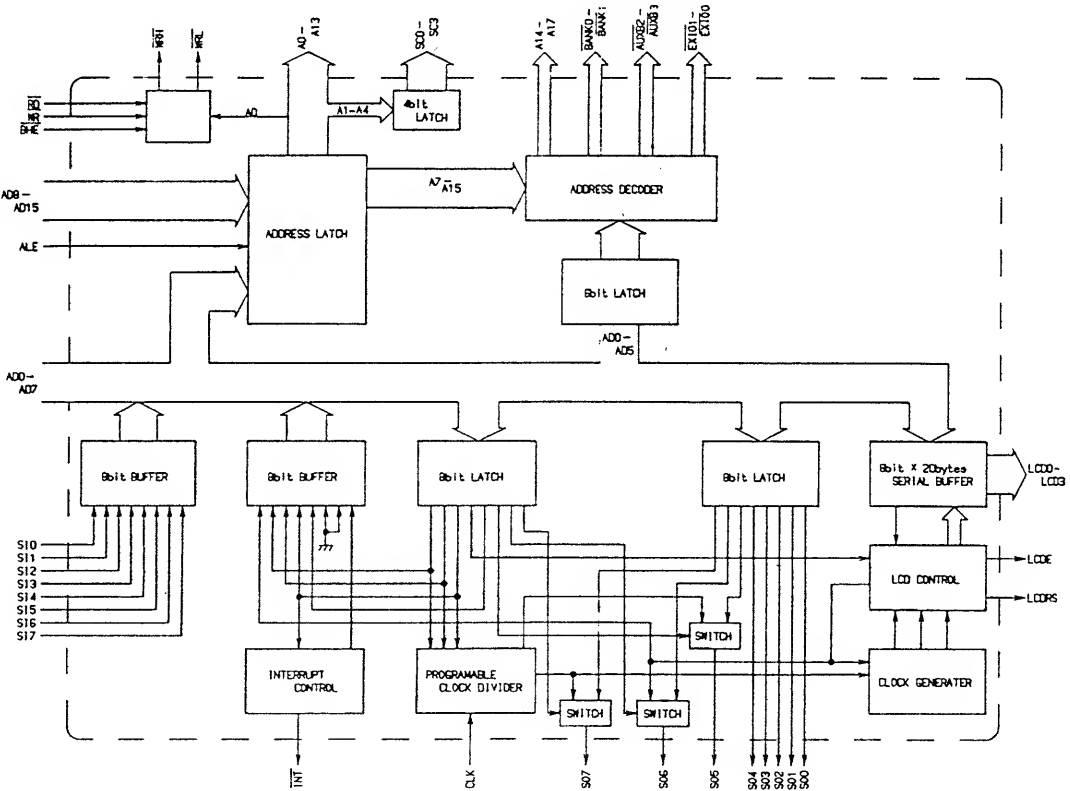 WRH
WRL
A0-
A13
SC0-
SC3
A14-
A17
BANK0-
BANK1
AUXB2-
AUXB3
EXIO1-
EXIO0
RD
WR
BHE
A0
A1-A4
4bit
LATCH
AD8-
AD15
ALE
ADDRESS LATCH
A7-
A15
ADDRESS DECODER
8bit LATCH
AD0-
AD5
AD0-
AD7
8bit BUFFER
8bit BUFFER
8bit LATCH
8bit LATCH
8bit × 20bytes
SERIAL BUFFER
LCD0-
LCD3
SI0
SI1
SI2
SI3
SI4
SI5
SI6
SI7
LCD CONTROL
LCDE
LCDRS
SWITCH
INTERRUPT
CONTROL
PROGRAMABLE
CLOCK DIVIDER
SWITCH
SWITCH
CLOCK GENERATER
INT
CLK
SO7
SO6
SO5
SO4
SO3
SO2
SO1
SO0